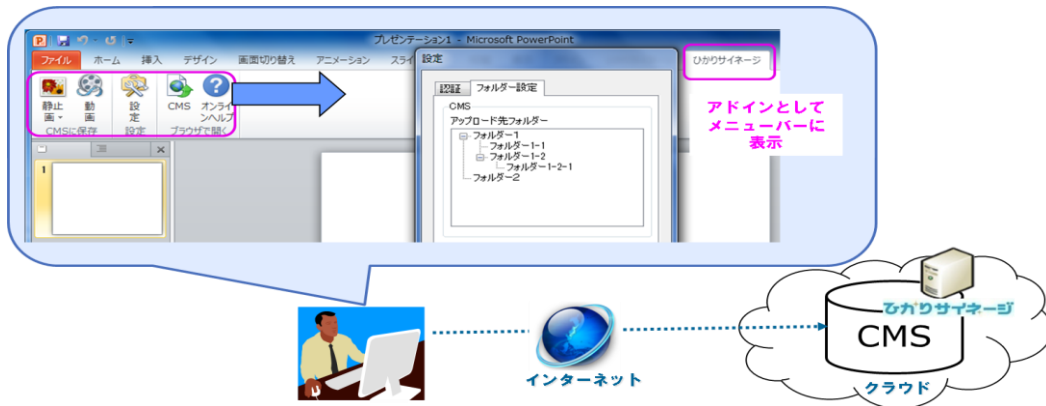 プレゼンテーション1 - Microsoft PowerPoint
ファイル ホーム 挿入 デザイン 画面切り替え アニメーション スライ
ひかりサイネージ
設定
静止画 動画 設定 CMS オンラインヘルプ
CMSに保存 設定 ブラウザで開く
認証 フォルダー設定
CMS
アップロード先フォルダー
フォルダー1
フォルダー1-1
フォルダー1-2
フォルダー1-2-1
フォルダー2
アドインとして
メニューバーに
表示
1
インターネット
ひかりサイネージ
CMS
クラウド